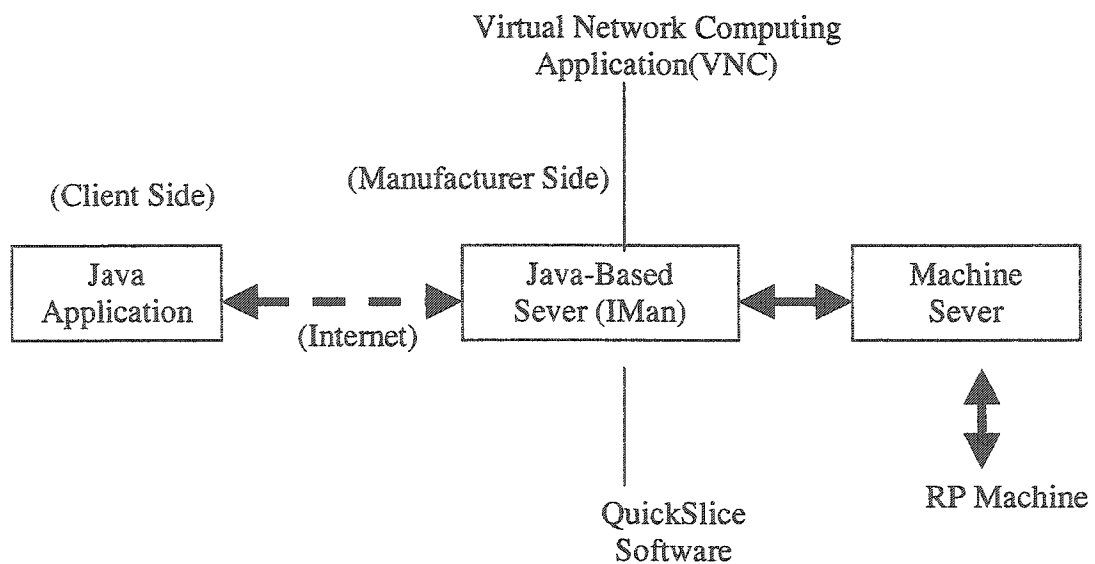 Virtual Network Computing
Application(VNC)
(Manufacturer Side)
(Client Side)
Java
Application
(Internet)
Java-Based
Sever (IMan)
Machine
Sever
RP Machine
QuickSlice
Software